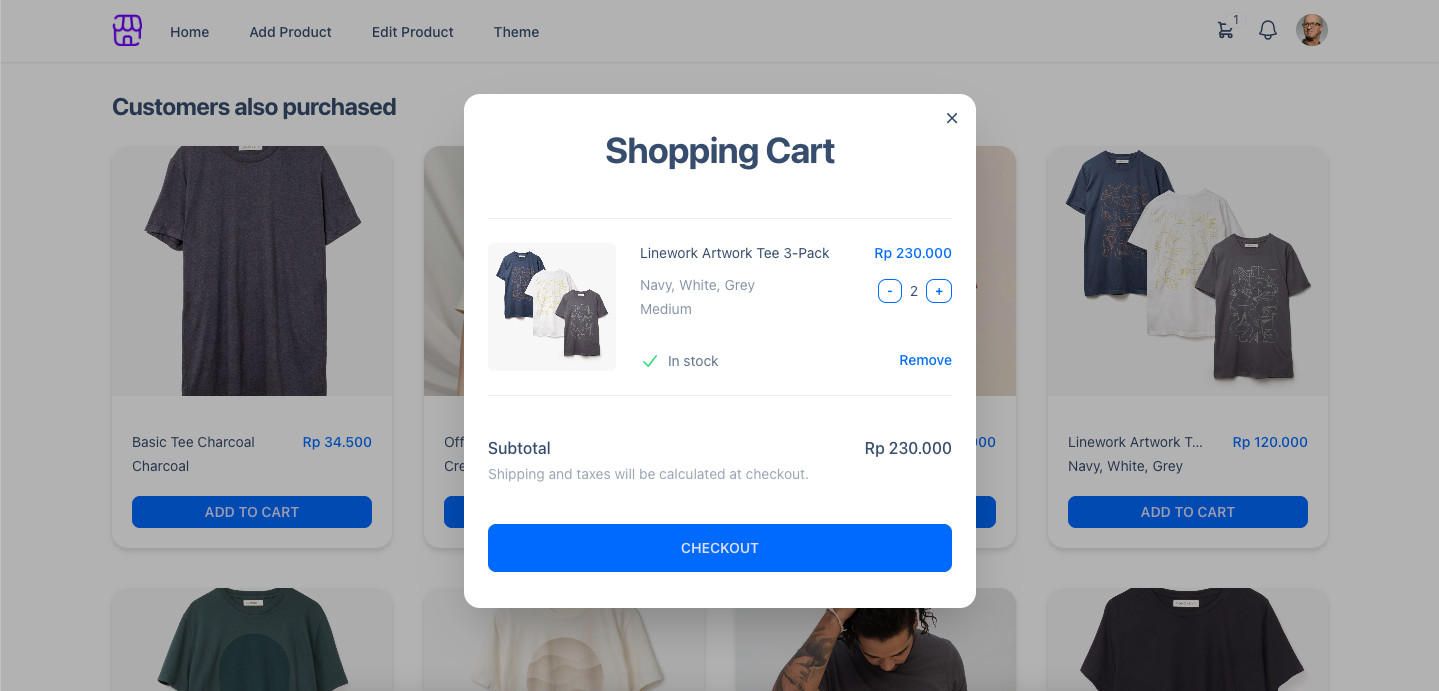 Home
Add Product
Edit Product
Theme
1
Customers also purchased
Shopping Cart
Linework Artwork Tee 3-Pack
Rp 230.000
Navy, White, Grey
- 2 +
Medium
In stock
Remove
Subtotal
Rp 230.000
Shipping and taxes will be calculated at checkout.
CHECKOUT
Basic Tee Charcoal
Rp 34.500
Charcoal
ADD TO CART
Off
Cre
000
Linework Artwork T...
Rp 120.000
Navy, White, Grey
ADD TO CART